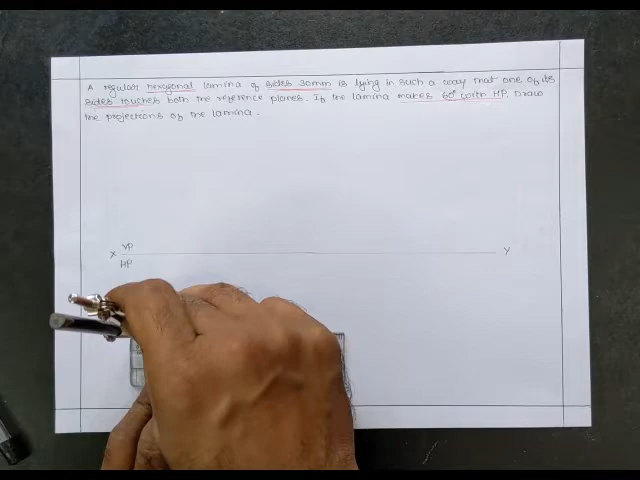 A regular hexagonal lamina of sides 30mm is lying in such a way that one of its
sides touches both the reference planes. If the lamina makes 60° with HP, Draw
the projections of the lamina.
X VP Y
HP